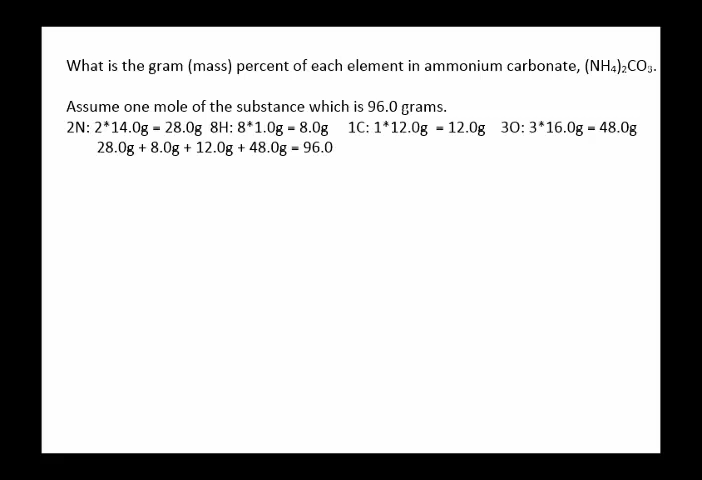 What is the gram (mass) percent of each element in ammonium carbonate, (NH₄)₂CO₃.
Assume one mole of the substance which is 96.0 grams.
2N: 2*14.0g = 28.0g 8H: 8*1.0g = 8.0g 1C: 1*12.0g = 12.0g 3O: 3*16.0g = 48.0g
28.0g + 8.0g + 12.0g + 48.0g = 96.0